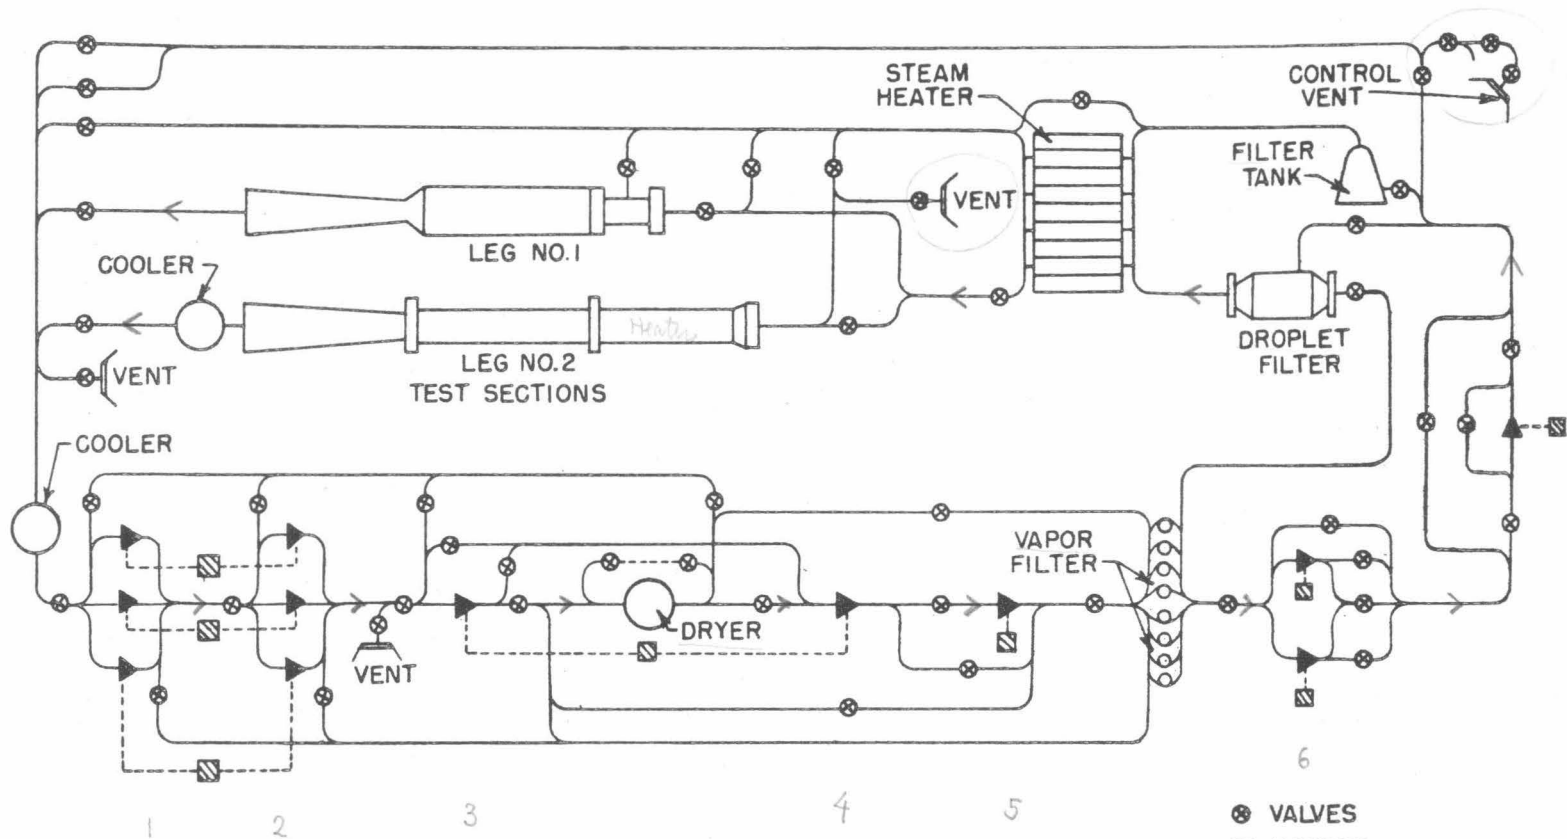 STEAM
HEATER
CONTROL
VENT
FILTER
TANK
VENT
LEG NO.1
COOLER
Heater
DROPLET
FILTER
VENT
LEG NO.2
TEST SECTIONS
COOLER
VAPOR
FILTER
DRYER
VENT
1 2 3 4 5 6
VALVES